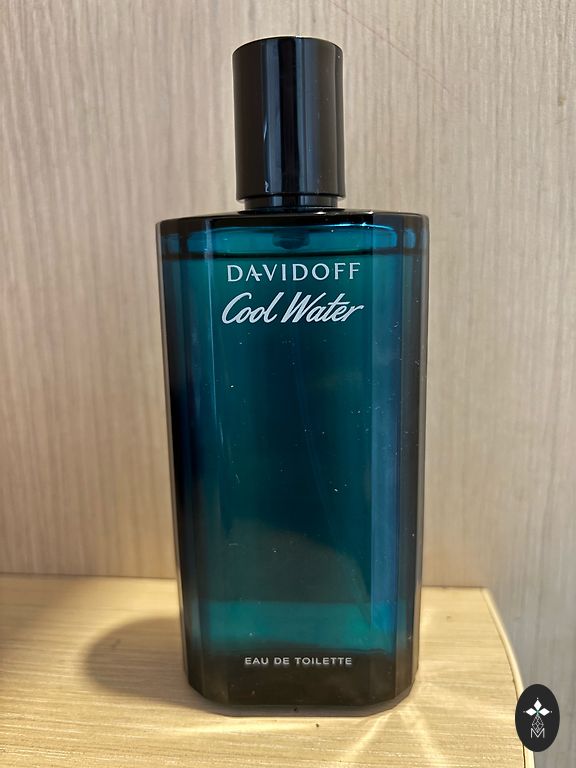 DAVIDOFF
Cool Water
EAU DE TOILETTE
M